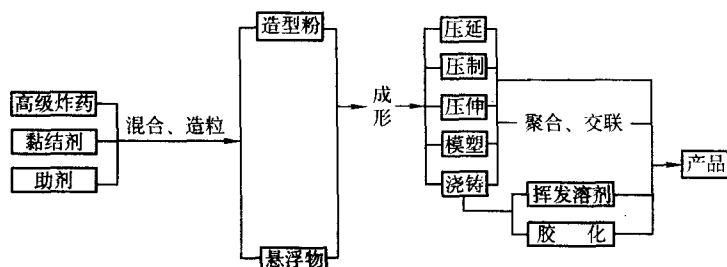 造型粉
高级炸药
黏结剂
助剂
混合、造粒
悬浮物
成形
压延
压制
压伸
模塑
浇铸
聚合、交联
挥发溶剂
胶 化
产品